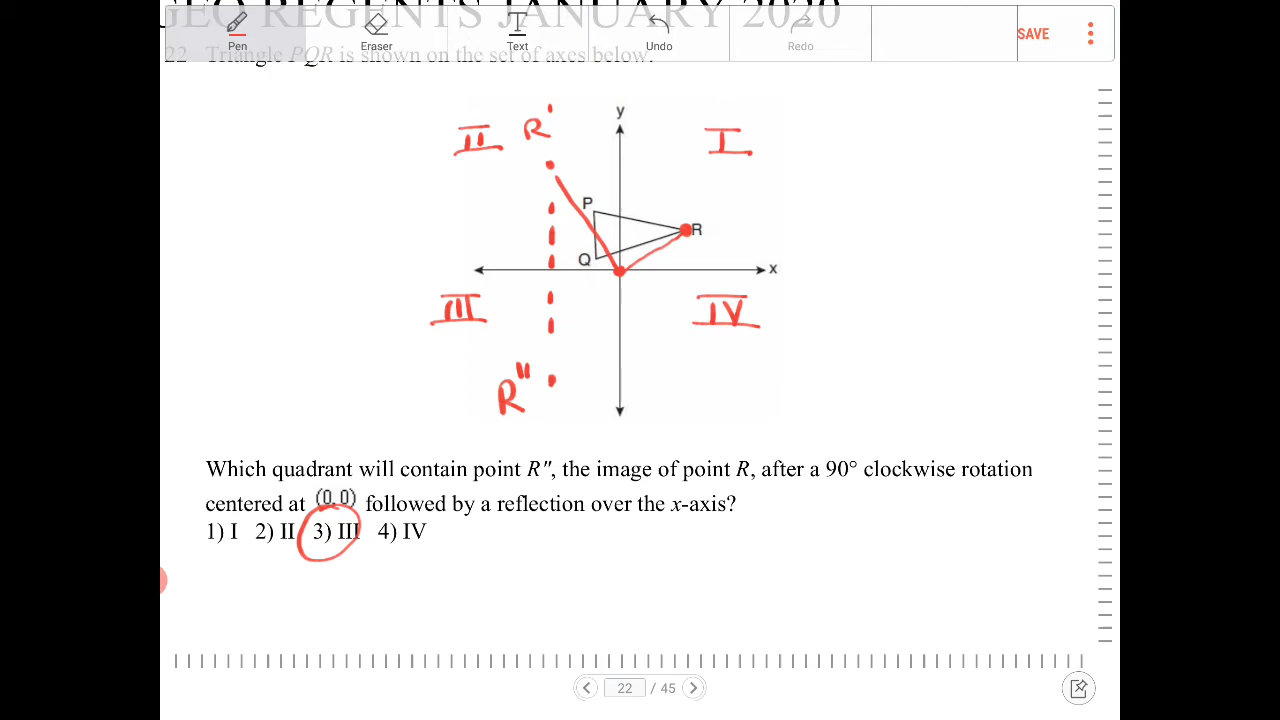 GEO REGENTS JANUARY 2020
Pen Eraser Text Undo Redo SAVE
22 Triangle PQR is shown on the set of axes below.
y
II R' I
P
R
Q
x
III IV
R"
Which quadrant will contain point R", the image of point R, after a 90° clockwise rotation
centered at (0,0) followed by a reflection over the x-axis?
1) I 2) II 3) III 4) IV
22 / 45